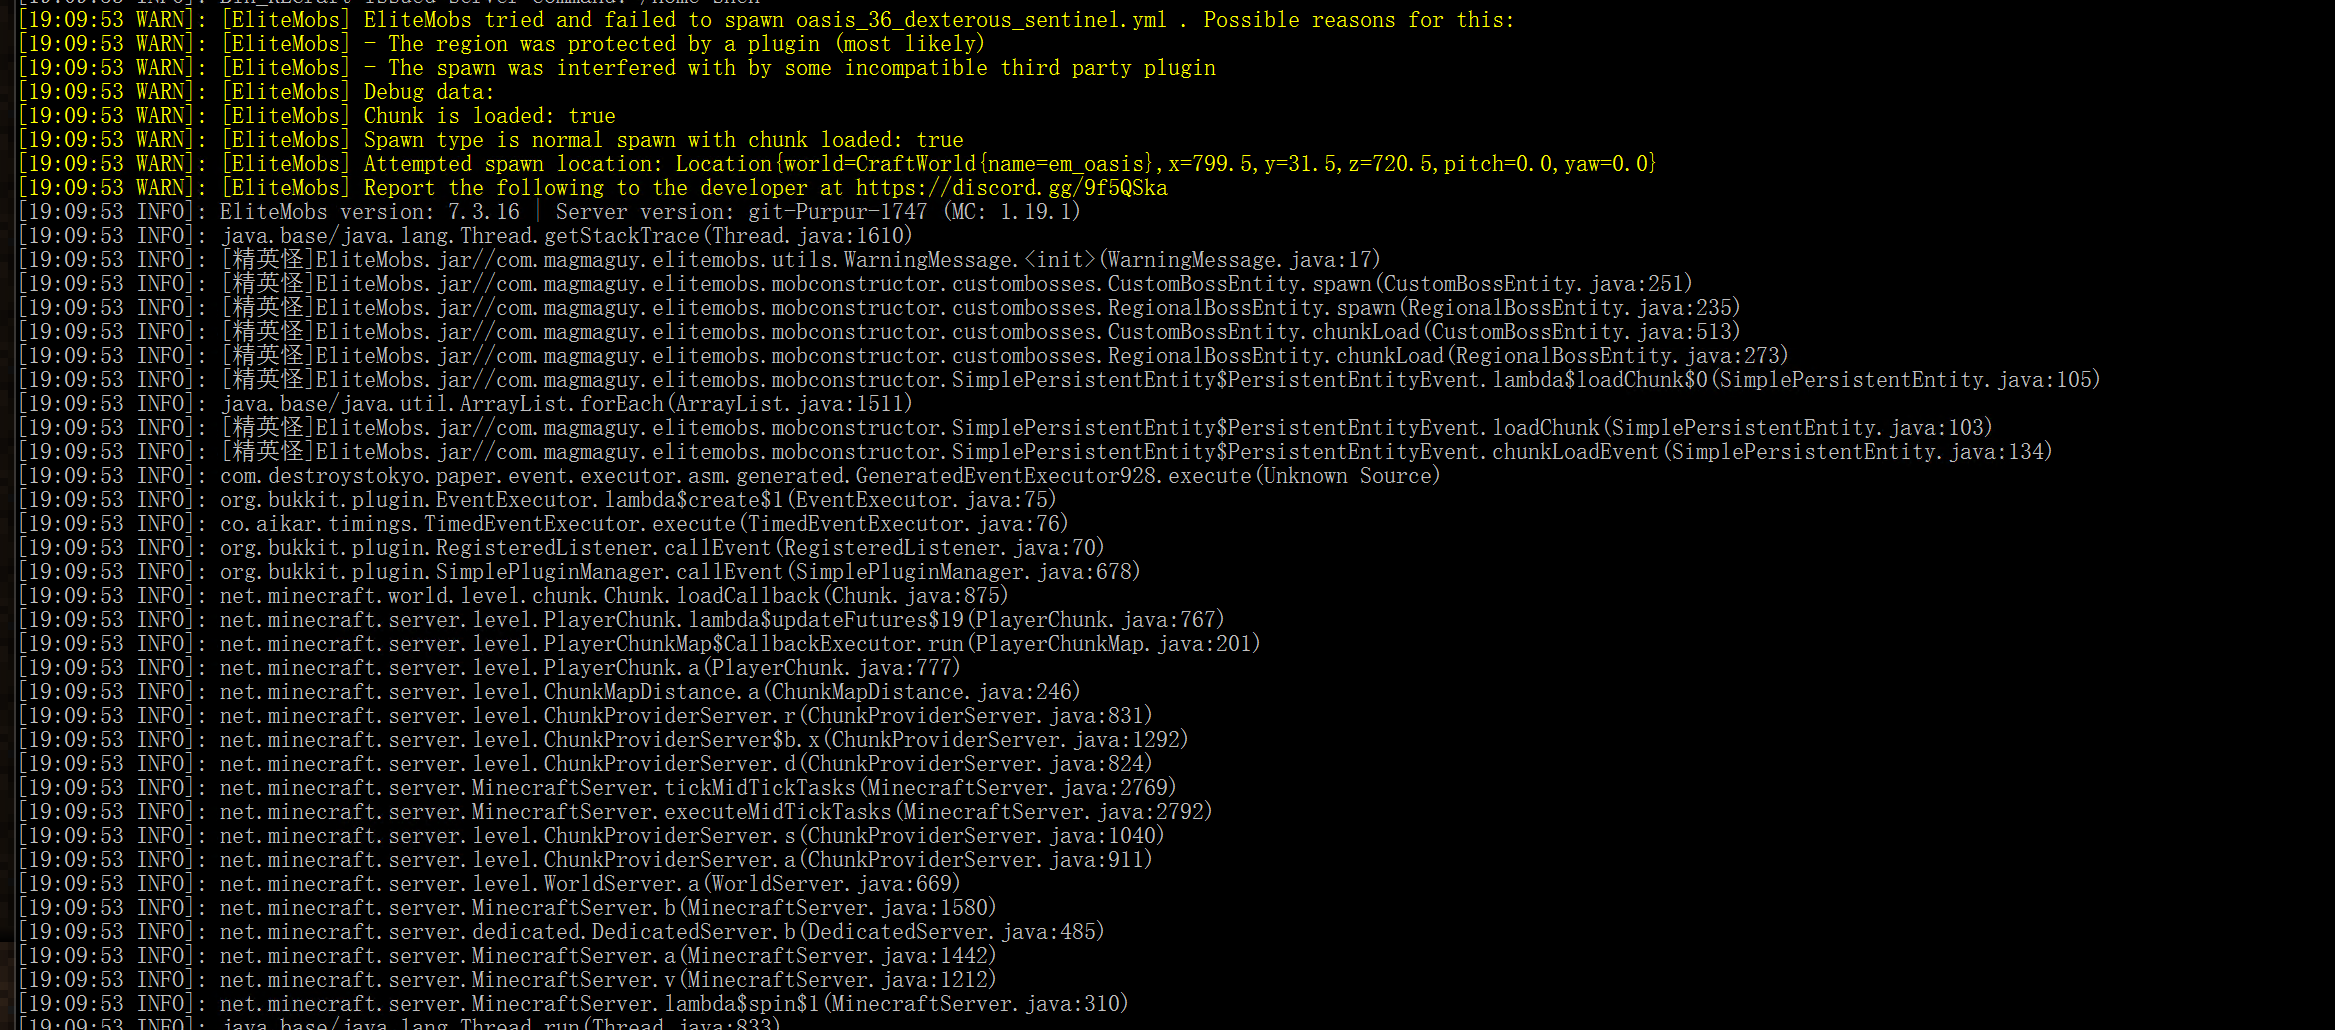 [19:09:53 WARN]: [EliteMobs] EliteMobs tried and failed to spawn oasis_36_dexterous_sentinel.yml . Possible reasons for this:
[19:09:53 WARN]: [EliteMobs] - The region was protected by a plugin (most likely)
[19:09:53 WARN]: [EliteMobs] - The spawn was interfered with by some incompatible third party plugin
[19:09:53 WARN]: [EliteMobs] Debug data:
[19:09:53 WARN]: [EliteMobs] Chunk is loaded: true
[19:09:53 WARN]: [EliteMobs] Spawn type is normal spawn with chunk loaded: true
[19:09:53 WARN]: [EliteMobs] Attempted spawn location: Location{world=CraftWorld{name=em_oasis},x=799.5,y=31.5,z=720.5,pitch=0.0,yaw=0.0}
[19:09:53 WARN]: [EliteMobs] Report the following to the developer at https://discord.gg/9f5QSka
[19:09:53 INFO]: EliteMobs version: 7.3.16 | Server version: git-Purpur-1747 (MC: 1.19.1)
[19:09:53 INFO]: java.base/java.lang.Thread.getStackTrace(Thread.java:1610)
[19:09:53 INFO]: [精英怪]EliteMobs.jar//com.magmaguy.elitemobs.utils.WarningMessage.<init>(WarningMessage.java:17)
[19:09:53 INFO]: [精英怪]EliteMobs.jar//com.magmaguy.elitemobs.mobconstructor.custombosses.CustomBossEntity.spawn(CustomBossEntity.java:251)
[19:09:53 INFO]: [精英怪]EliteMobs.jar//com.magmaguy.elitemobs.mobconstructor.custombosses.RegionalBossEntity.spawn(RegionalBossEntity.java:235)
[19:09:53 INFO]: [精英怪]EliteMobs.jar//com.magmaguy.elitemobs.mobconstructor.custombosses.CustomBossEntity.chunkLoad(CustomBossEntity.java:513)
[19:09:53 INFO]: [精英怪]EliteMobs.jar//com.magmaguy.elitemobs.mobconstructor.custombosses.RegionalBossEntity.chunkLoad(RegionalBossEntity.java:273)
[19:09:53 INFO]: [精英怪]EliteMobs.jar//com.magmaguy.elitemobs.mobconstructor.SimplePersistentEntity$PersistentEntityEvent.lambda$loadChunk$0(SimplePersistentEntity.java:105)
[19:09:53 INFO]: java.base/java.util.ArrayList.forEach(ArrayList.java:1511)
[19:09:53 INFO]: [精英怪]EliteMobs.jar//com.magmaguy.elitemobs.mobconstructor.SimplePersistentEntity$PersistentEntityEvent.loadChunk(SimplePersistentEntity.java:103)
[19:09:53 INFO]: [精英怪]EliteMobs.jar//com.magmaguy.elitemobs.mobconstructor.SimplePersistentEntity$PersistentEntityEvent.chunkLoadEvent(SimplePersistentEntity.java:134)
[19:09:53 INFO]: com.destroystokyo.paper.event.executor.asm.generated.GeneratedEventExecutor928.execute(Unknown Source)
[19:09:53 INFO]: org.bukkit.plugin.EventExecutor.lambda$create$1(EventExecutor.java:75)
[19:09:53 INFO]: co.aikar.timings.TimedEventExecutor.execute(TimedEventExecutor.java:76)
[19:09:53 INFO]: org.bukkit.plugin.RegisteredListener.callEvent(RegisteredListener.java:70)
[19:09:53 INFO]: org.bukkit.plugin.SimplePluginManager.callEvent(SimplePluginManager.java:678)
[19:09:53 INFO]: net.minecraft.world.level.chunk.Chunk.loadCallback(Chunk.java:875)
[19:09:53 INFO]: net.minecraft.server.level.PlayerChunk.lambda$updateFutures$19(PlayerChunk.java:767)
[19:09:53 INFO]: net.minecraft.server.level.PlayerChunkMap$CallbackExecutor.run(PlayerChunkMap.java:201)
[19:09:53 INFO]: net.minecraft.server.level.PlayerChunk.a(PlayerChunk.java:777)
[19:09:53 INFO]: net.minecraft.server.level.ChunkMapDistance.a(ChunkMapDistance.java:246)
[19:09:53 INFO]: net.minecraft.server.level.ChunkProviderServer.r(ChunkProviderServer.java:831)
[19:09:53 INFO]: net.minecraft.server.level.ChunkProviderServer$b.x(ChunkProviderServer.java:1292)
[19:09:53 INFO]: net.minecraft.server.level.ChunkProviderServer.d(ChunkProviderServer.java:824)
[19:09:53 INFO]: net.minecraft.server.MinecraftServer.tickMidTickTasks(MinecraftServer.java:2769)
[19:09:53 INFO]: net.minecraft.server.MinecraftServer.executeMidTickTasks(MinecraftServer.java:2792)
[19:09:53 INFO]: net.minecraft.server.level.ChunkProviderServer.s(ChunkProviderServer.java:1040)
[19:09:53 INFO]: net.minecraft.server.level.ChunkProviderServer.a(ChunkProviderServer.java:911)
[19:09:53 INFO]: net.minecraft.server.level.WorldServer.a(WorldServer.java:669)
[19:09:53 INFO]: net.minecraft.server.MinecraftServer.b(MinecraftServer.java:1580)
[19:09:53 INFO]: net.minecraft.server.dedicated.DedicatedServer.b(DedicatedServer.java:485)
[19:09:53 INFO]: net.minecraft.server.MinecraftServer.a(MinecraftServer.java:1442)
[19:09:53 INFO]: net.minecraft.server.MinecraftServer.v(MinecraftServer.java:1212)
[19:09:53 INFO]: net.minecraft.server.MinecraftServer.lambda$spin$1(MinecraftServer.java:310)
[19:09:53 INFO]: java.base/java.lang.Thread.run(Thread.java:833)